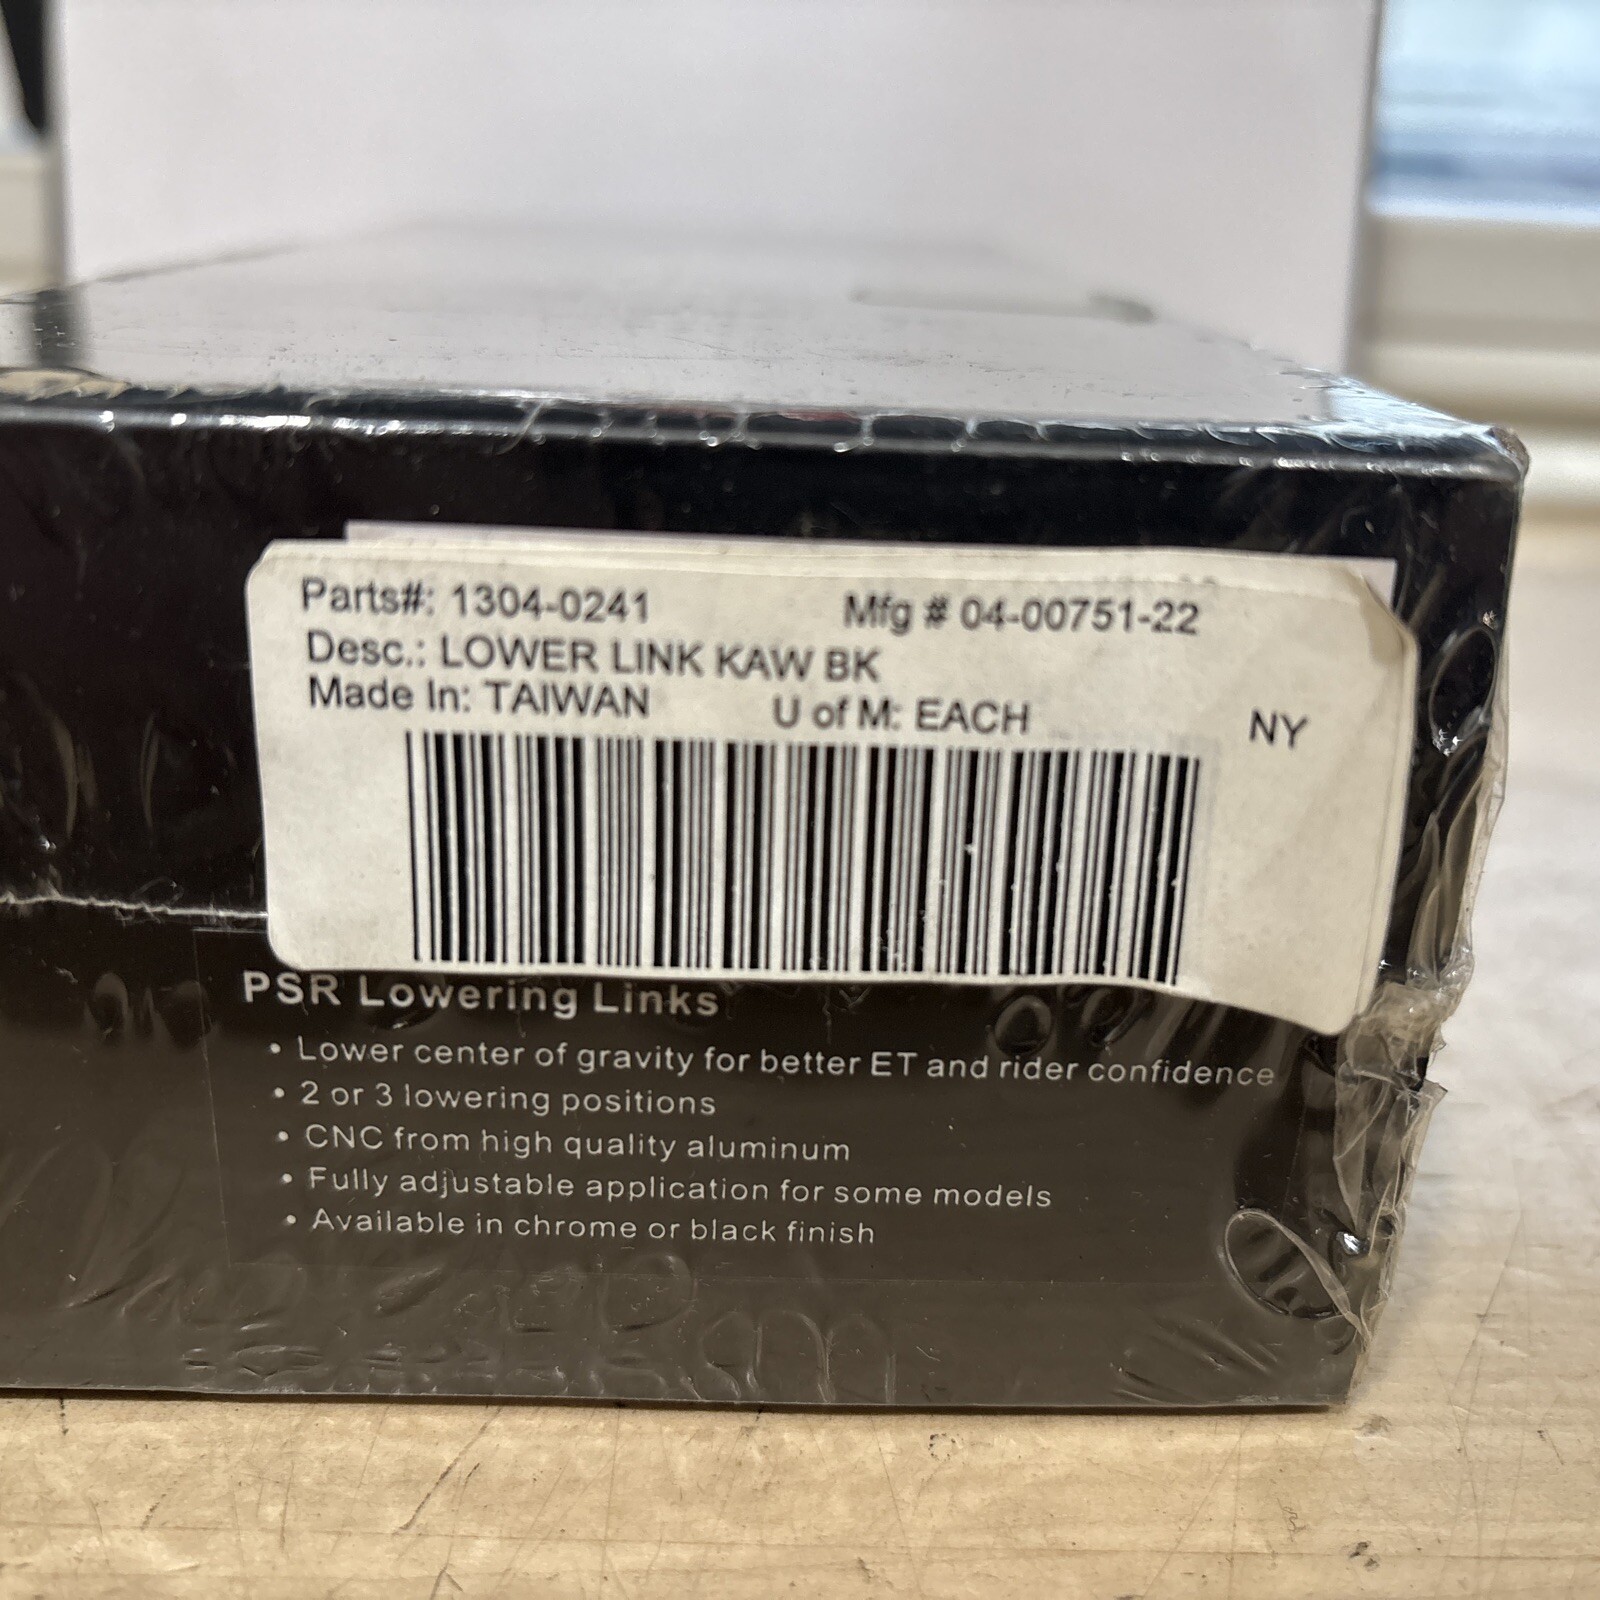 Parts#: 1304-0241 Mfg # 04-00751-22
Desc.: LOWER LINK KAW BK
Made In: TAIWAN U of M: EACH NY
PSR Lowering Links
• Lower center of gravity for better ET and rider confidence
• 2 or 3 lowering positions
• CNC from high quality aluminum
• Fully adjustable application for some models
• Available in chrome or black finish